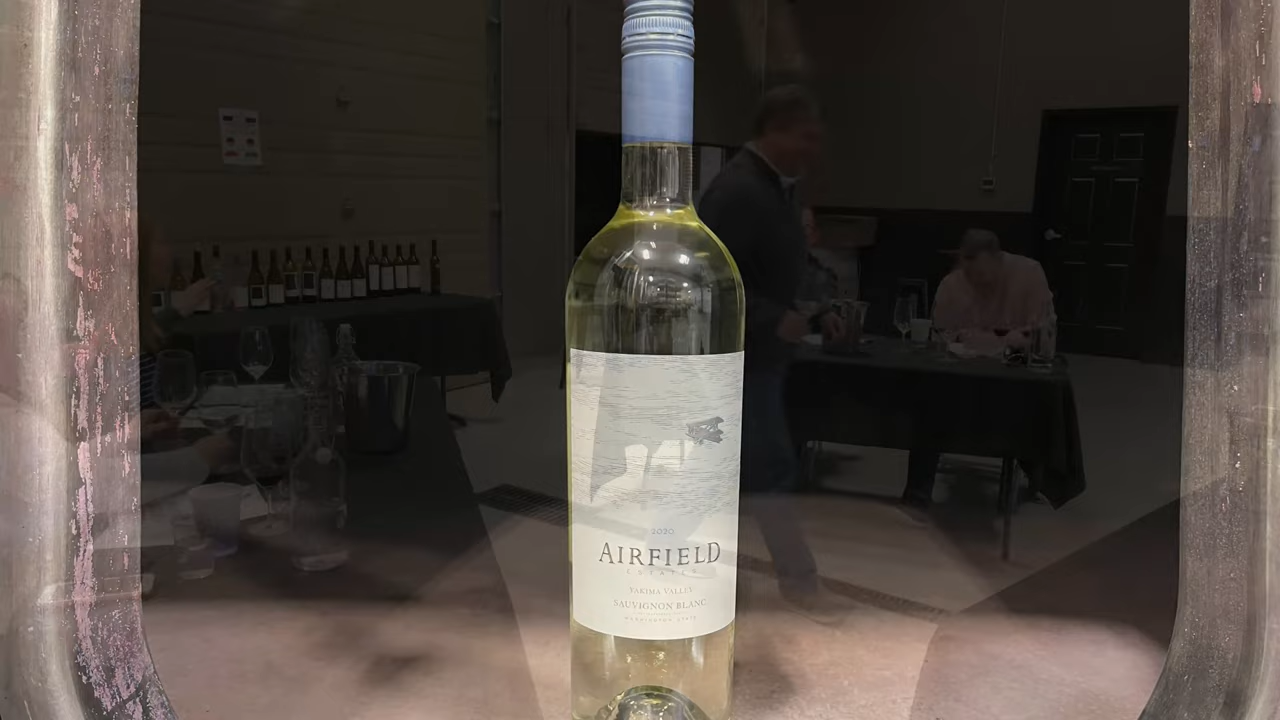 2020
AIRFIELD
ESTATES
YAKIMA VALLEY
SAUVIGNON BLANC
WASHINGTON STATE